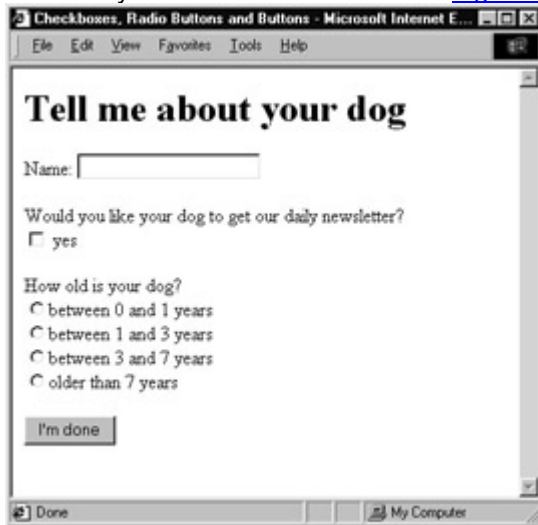 Checkboxes, Radio Buttons and Buttons - Microsoft Internet E...
File Edit View Favorites Tools Help
Tell me about your dog
Name:
Would you like your dog to get our daily newsletter?
yes
How old is your dog?
between 0 and 1 years
between 1 and 3 years
between 3 and 7 years
older than 7 years
I'm done
Done My Computer